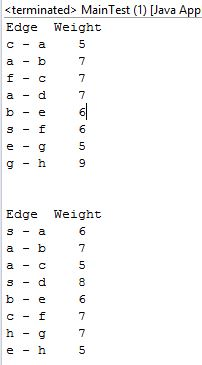 <terminated> MainTest (1) [Java App
Edge Weight
c - a 5
a - b 7
f - c 7
a - d 7
b - e 6
s - f 6
e - g 5
g - h 9
Edge Weight
s - a 6
a - b 7
a - c 5
s - d 8
b - e 6
c - f 7
h - g 7
e - h 5